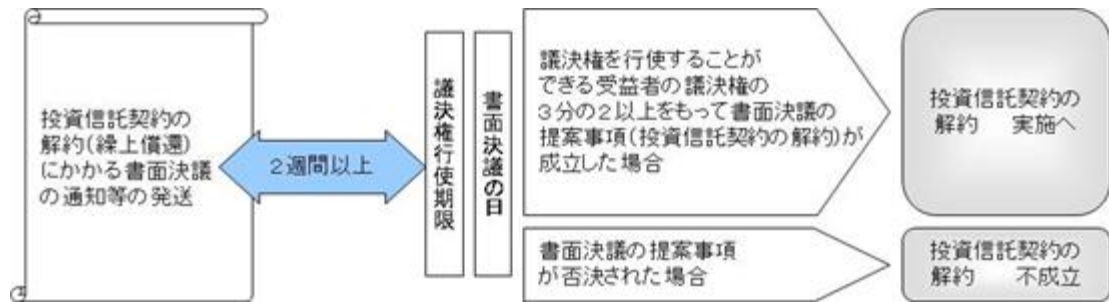 投資信託契約の
解約(繰上償還)
にかかる書面決議
の通知等の発送
２週間以上
議決権行使期限
書面決議の日
議決権を行使することが
できる受益者の議決権の
３分の２以上をもって書面決議の
提案事項(投資信託契約の解約)が
成立した場合
投資信託契約の
解約　実施へ
書面決議の提案事項
が否決された場合
投資信託契約の
解約　不成立